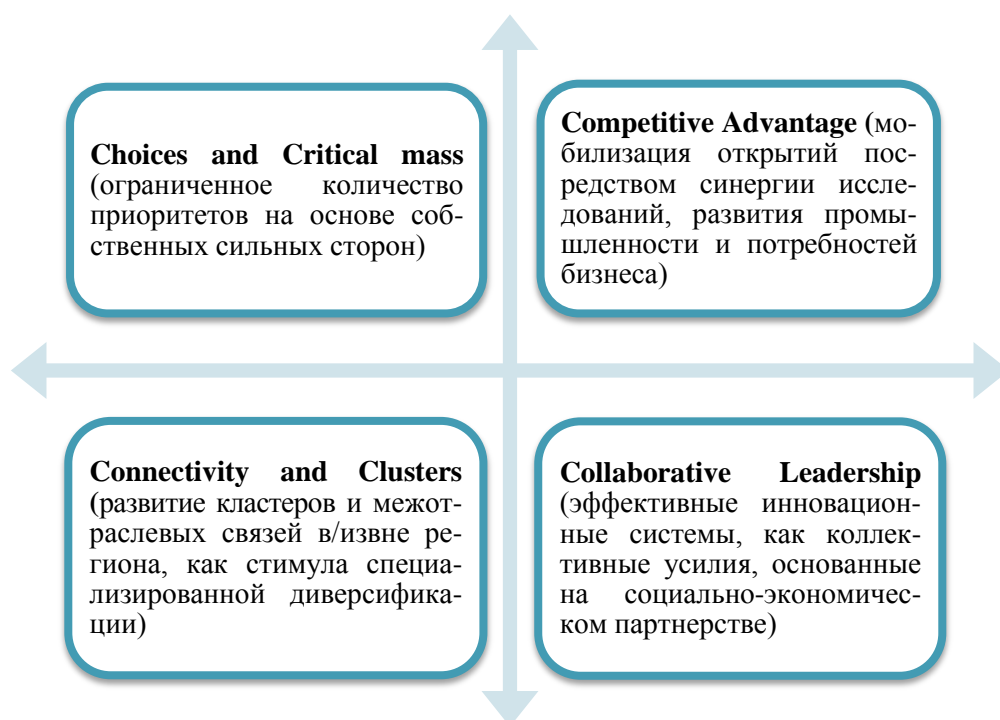 Choices and Critical mass
(ограниченное количество
приоритетов на основе соб-
ственных сильных сторон)
Competitive Advantage (мо-
билизация открытий пос-
редством синергии иссле-
дований, развития промы-
шленности и потребностей
бизнеса)
Connectivity and Clusters
(развитие кластеров и межот-
раслевых связей в/извне ре-
гиона, как стимула специа-
лизированной диверсифика-
ции)
Collaborative Leadership
(эффективные инновацион-
ные системы, как коллек-
тивные усилия, основанные
на социально-экономичес-
ком партнерстве)